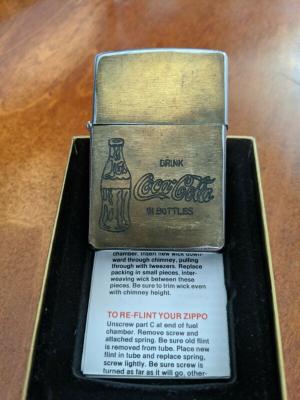 DRINK
Coca-Cola
IN BOTTLES
chamber. Insert new wick down-
ward through chimney, pulling
through with tweezers. Replace
packing in small pieces, inter-
weaving wick between these
pieces. Be sure to trim wick even
with chimney height.
TO RE-FLINT YOUR ZIPPO
Unscrew part C at end of fuel
chamber. Remove screw and
attached spring. Be sure old flint
is removed from tube. Place new
flint in tube and replace spring,
screw lightly. Be sure screw is
turned as far as it will go, other-